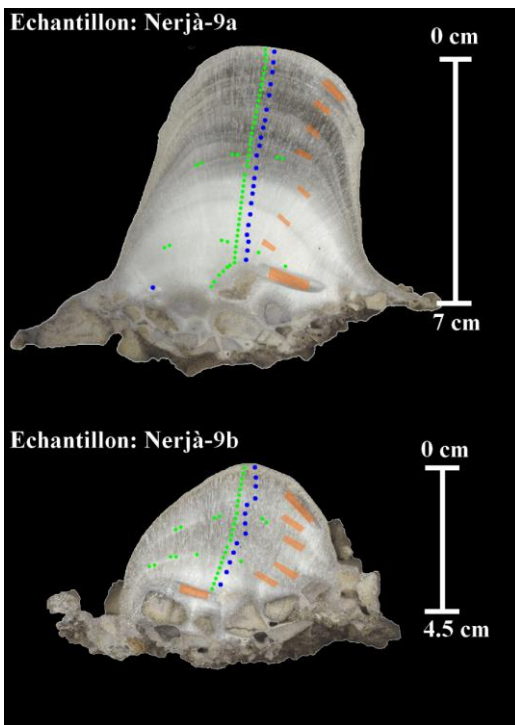 Echantillon: Nerjà-9a
0 cm
7 cm
Echantillon: Nerjà-9b
0 cm
4.5 cm